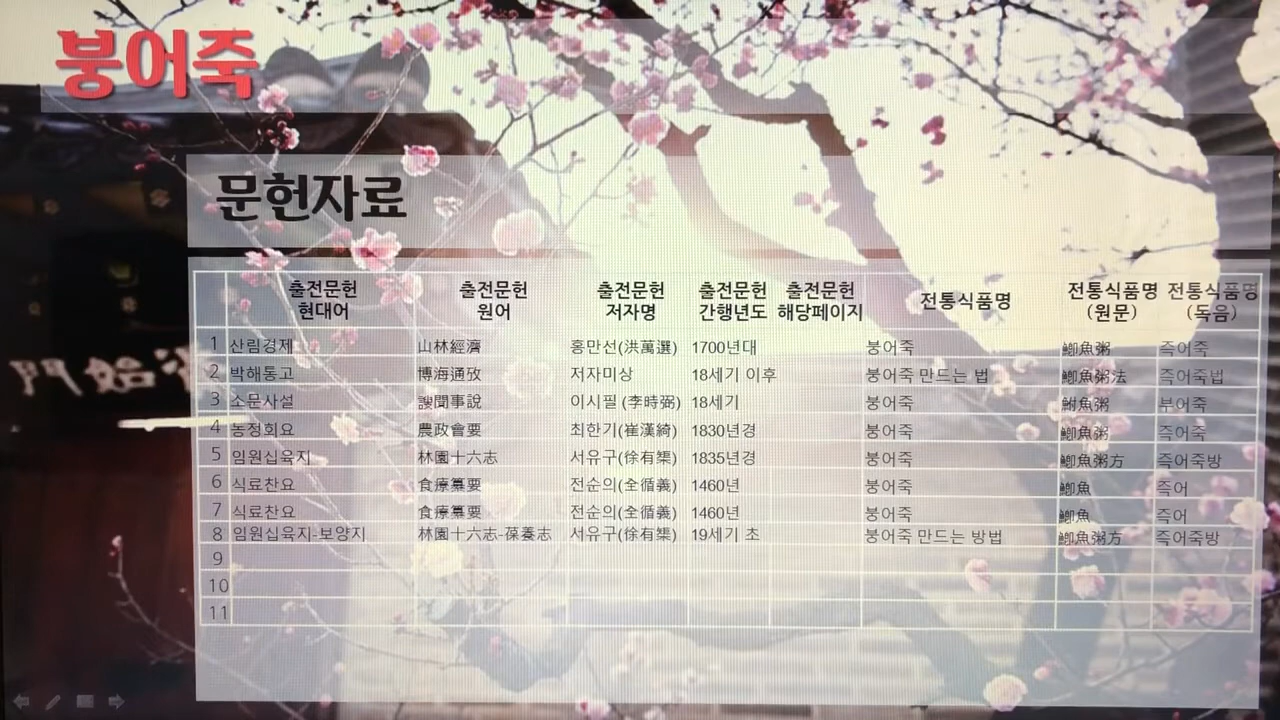 붕어죽
문헌자료
출전문헌 현대어 출전문헌 원어 출전문헌 저자명 출전문헌 간행년도 출전문헌 해당페이지 전통식품명 전통식품명 (원문) 전통식품명 (독음)
1 산림경제 山林經濟 홍만선(洪萬選) 1700년대 붕어죽 鯽魚粥 즉어죽
2 박해통고 博海通攷 저자미상 18세기 이후 붕어죽 만드는 법 鯽魚粥法 즉어죽법
3 소문사설 謏聞事說 이시필 (李時弼) 18세기 붕어죽 鮒魚粥 부어죽
4 농정회요 農政會要 최한기(崔漢綺) 1830년경 붕어죽 鯽魚粥 즉어죽
5 임원십육지 林園十六志 서유구(徐有榘) 1835년경 붕어죽 鯽魚粥方 즉어죽방
6 식료찬요 食療纂要 전순의(全循義) 1460년 붕어죽 鯽魚 즉어
7 식료찬요 食療纂要 전순의(全循義) 1460년 붕어죽 鯽魚 즉어
8 임원십육지-보양지 林園十六志-葆養志 서유구(徐有榘) 19세기 초 붕어죽 만드는 방법 鯽魚粥方 즉어죽방
9
10
11